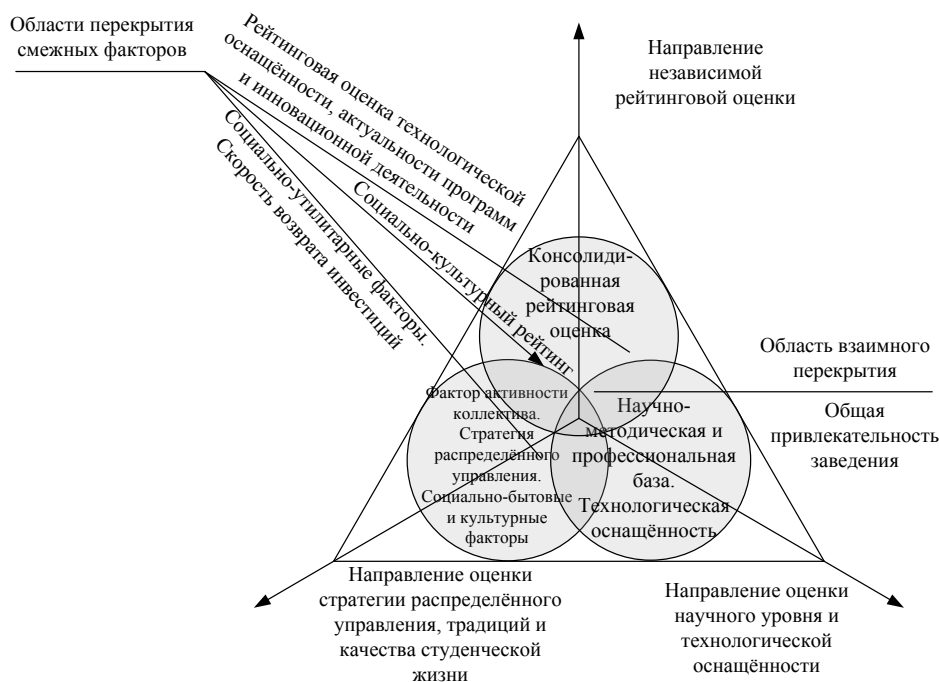 Области перекрытия
смежных факторов
Рейтинговая оценка технологической
оснащённости, актуальности программ
и инновационной деятельности
Социально-культурный рейтинг
Социально-утилитарные факторы.
Скорость возврата инвестиций
Направление
независимой
рейтинговой оценки
Консолиди-
рованная
рейтинговая
оценка
Область взаимного
перекрытия
Общая
привлекательность
заведения
Фактор активности
коллектива.
Стратегия
распределённого
управления.
Социально-бытовые
и культурные
факторы
Научно-
методическая и
профессиональная
база.
Технологическая
оснащённость
Направление оценки
стратегии распределённого
управления, традиций и
качества студенческой
жизни
Направление оценки
научного уровня и
технологической
оснащённости